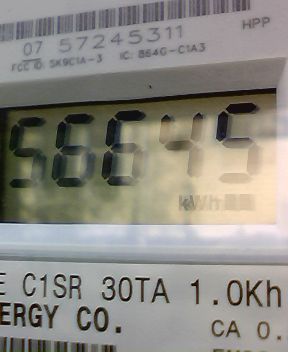 HPP
07 57245311
FCC ID: SK9C1A-3 IC: 864G-C1A3
56645
kWh
E C1SR 30TA 1.0Kh
ERGY CO.
CA 0.